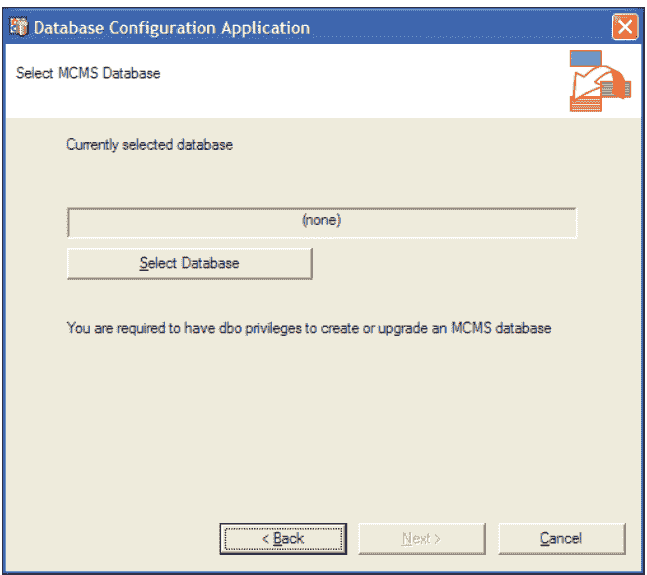 Database Configuration Application
Select MCMS Database
Currently selected database
(none)
Select Database
You are required to have dbo privileges to create or upgrade an MCMS database
< Back
Next >
Cancel